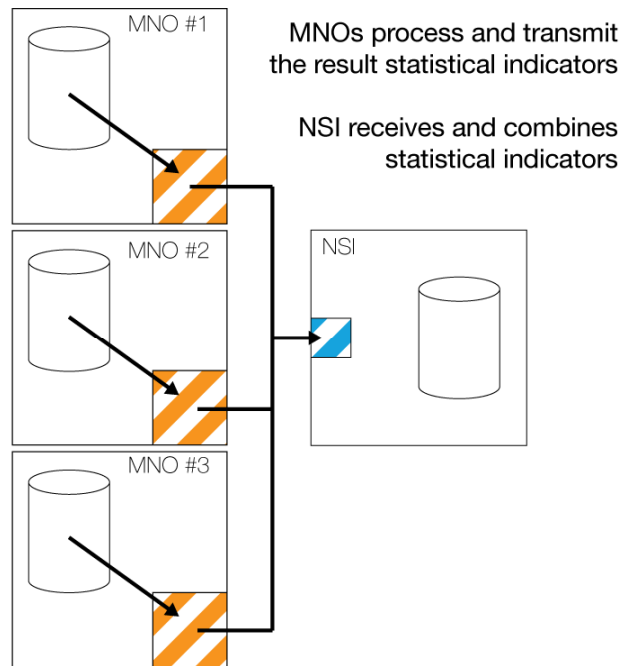 MNO #1
MNOs process and transmit
the result statistical indicators
NSI receives and combines
statistical indicators
MNO #2
NSI
MNO #3